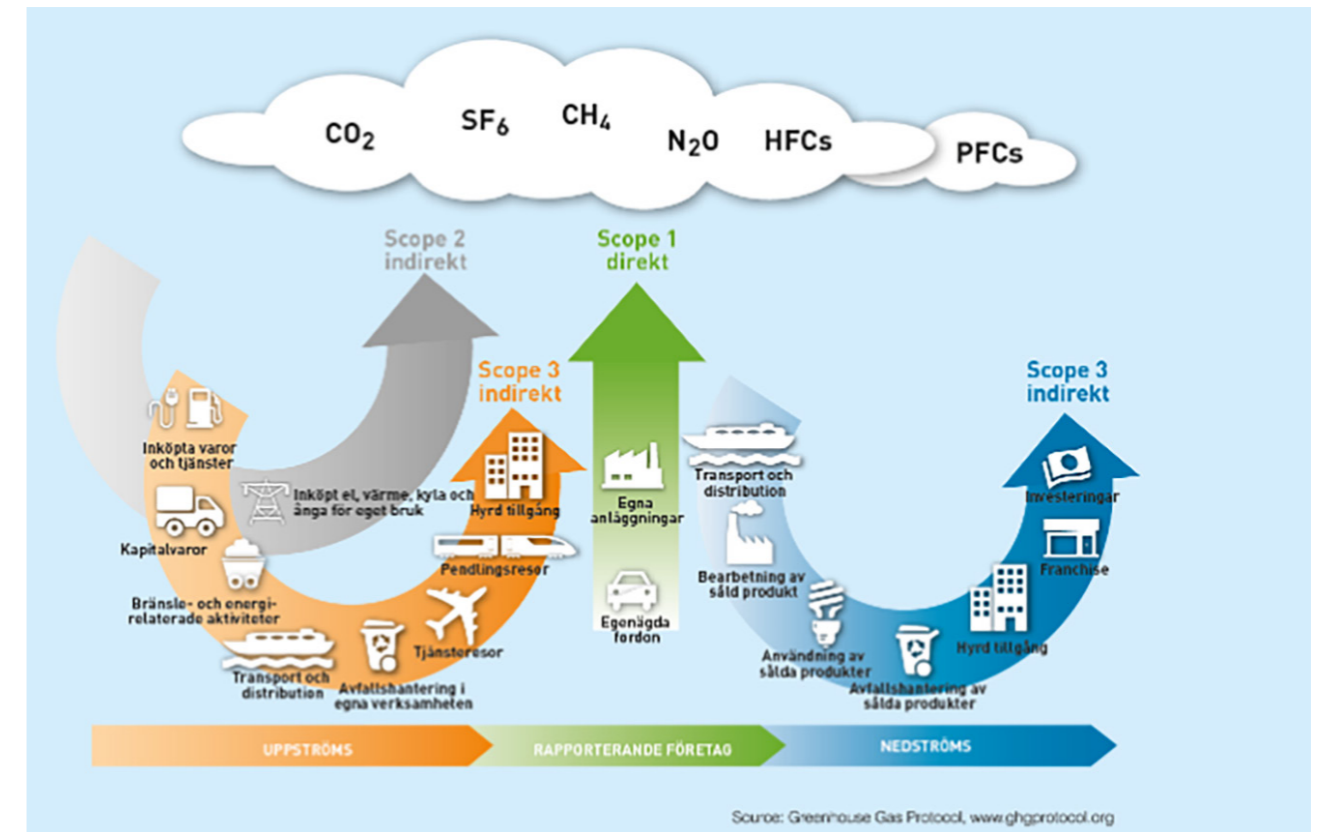 CO2
SF6
CH4
N2O
HFCs
PFCs
Scope 2
indirekt
Scope 1
direkt
Scope 3
indirekt
Scope 3
indirekt
Inköpta varor
och tjänster
Kapitalvaror
Bränsle- och energi-
relaterade aktiviteter
Transport och
distribution
Avfallshantering i
egna verksamheten
Tjänsteresor
Pendlingsresor
Hyrd tillgång
Inköpt el, värme, kyla och
ånga för eget bruk
Egna
anläggningar
Egenägda
fordon
Transport och
distribution
Bearbetning av
såld produkt
Användning av
sålda produkter
Avfallshantering av
sålda produkter
Hyrd tillgång
Franchise
Investeringar
UPPSTRÖMS
RAPPORTERANDE FÖRETAG
NEDSTRÖMS
Source: Greenhouse Gas Protocol, www.ghgprotocol.org